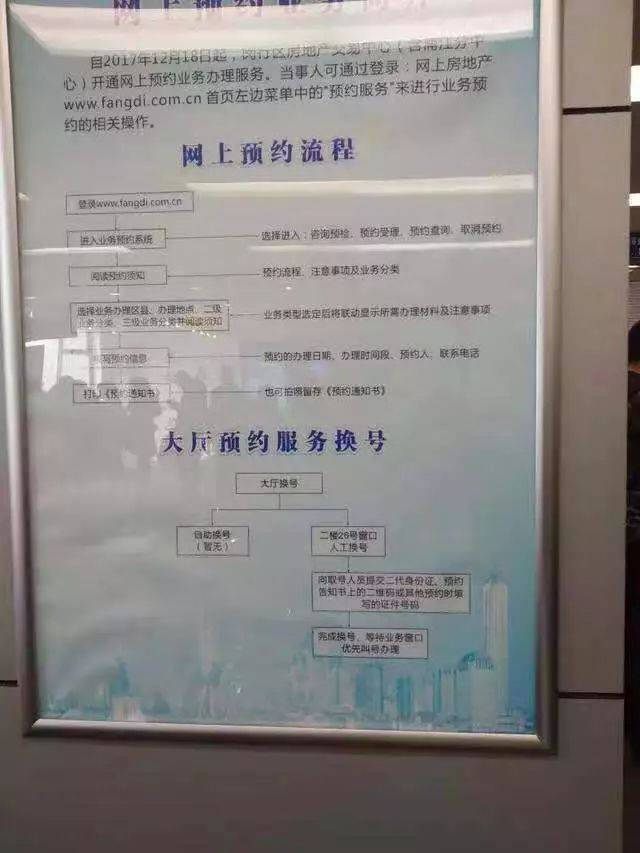 网上预约业务
自2017年12月18日起，闵行区房地产交易中心（含浦江分中
心）开通网上预约业务办理服务。当事人可通过登录：网上房地产
www.fangdi.com.cn 首页左边菜单中的“预约服务”来进行业务预
约的相关操作。
网上预约流程
登录www.fangdi.com.cn
进入业务预约系统
选择进入：咨询预检、预约受理、预约查询、取消预约
阅读预约须知
预约流程、注意事项及业务分类
选择业务办理区县、办理地点、二级
业务分类、三级业务分类并阅读须知
业务类型选定后将联动显示所需办理材料及注意事项
填写预约信息
预约的办理日期、办理时间段、预约人、联系电话
打印《预约通知书》
也可拍照留存《预约通知书》
大厅预约服务换号
大厅换号
自助换号
（暂无）
二楼26号窗口
人工换号
向取号人员提交二代身份证、预约
告知书上的二维码或其他预约时填
写的证件号码
完成换号，等待业务窗口
优先叫号办理